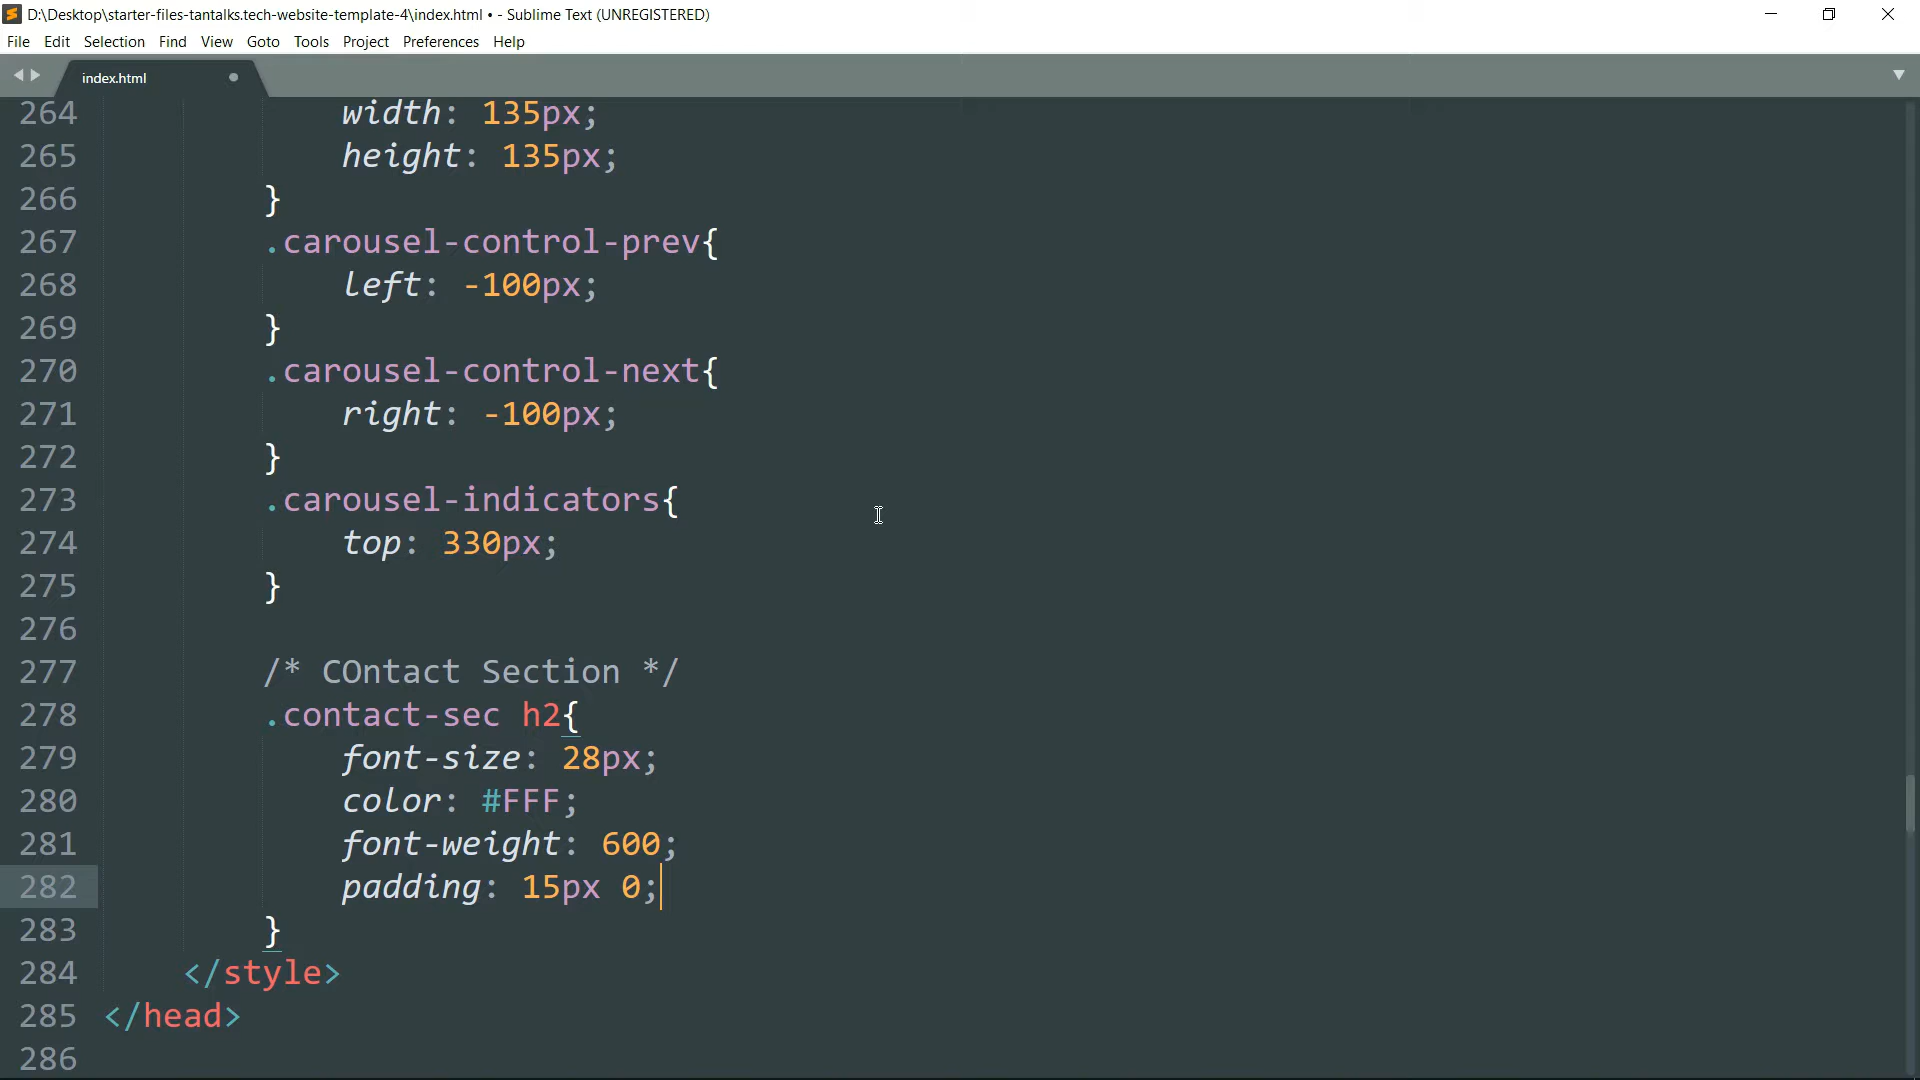 D:\Desktop\starter-files-tantalks.tech-website-template-4\index.html • - Sublime Text (UNREGISTERED)
File Edit Selection Find View Goto Tools Project Preferences Help
index.html
264 width: 135px;
265 height: 135px;
266 }
267 .carousel-control-prev{
268 left: -100px;
269 }
270 .carousel-control-next{
271 right: -100px;
272 }
273 .carousel-indicators{
274 top: 330px;
275 }
276
277 /* COntact Section */
278 .contact-sec h2{
279 font-size: 28px;
280 color: #FFF;
281 font-weight: 600;
282 padding: 15px 0;
283 }
284 </style>
285 </head>
286